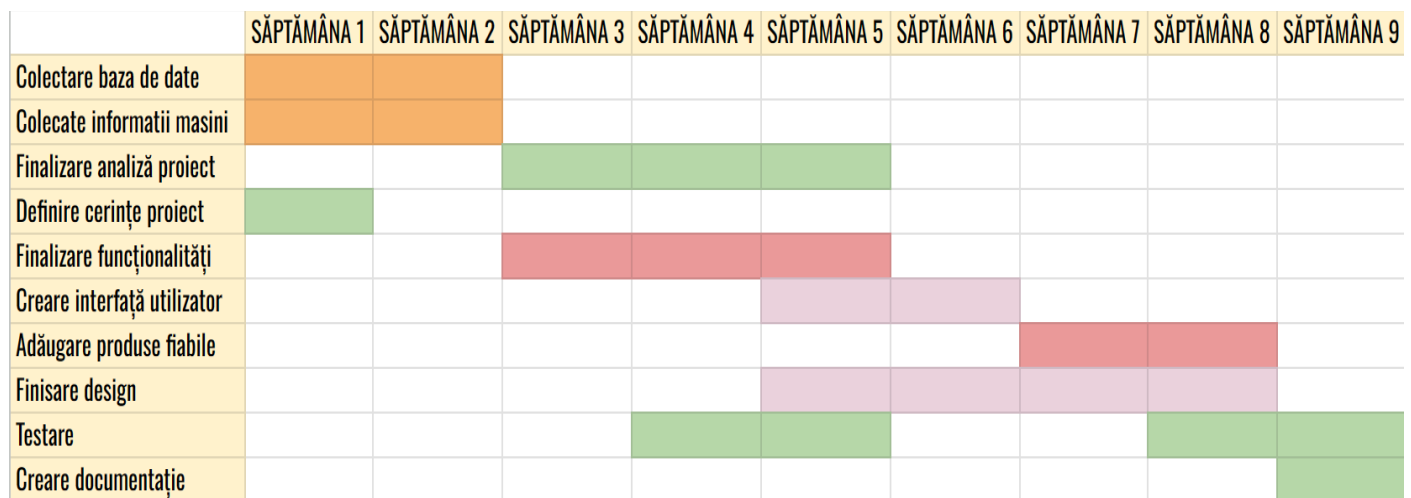 SĂPTĂMÂNA 1 SĂPTĂMÂNA 2 SĂPTĂMÂNA 3 SĂPTĂMÂNA 4 SĂPTĂMÂNA 5 SĂPTĂMÂNA 6 SĂPTĂMÂNA 7 SĂPTĂMÂNA 8 SĂPTĂMÂNA 9
Colectare baza de date
Colecate informatii masini
Finalizare analiză proiect
Definire cerințe proiect
Finalizare funcționalități
Creare interfață utilizator
Adăugare produse fiabile
Finisare design
Testare
Creare documentație